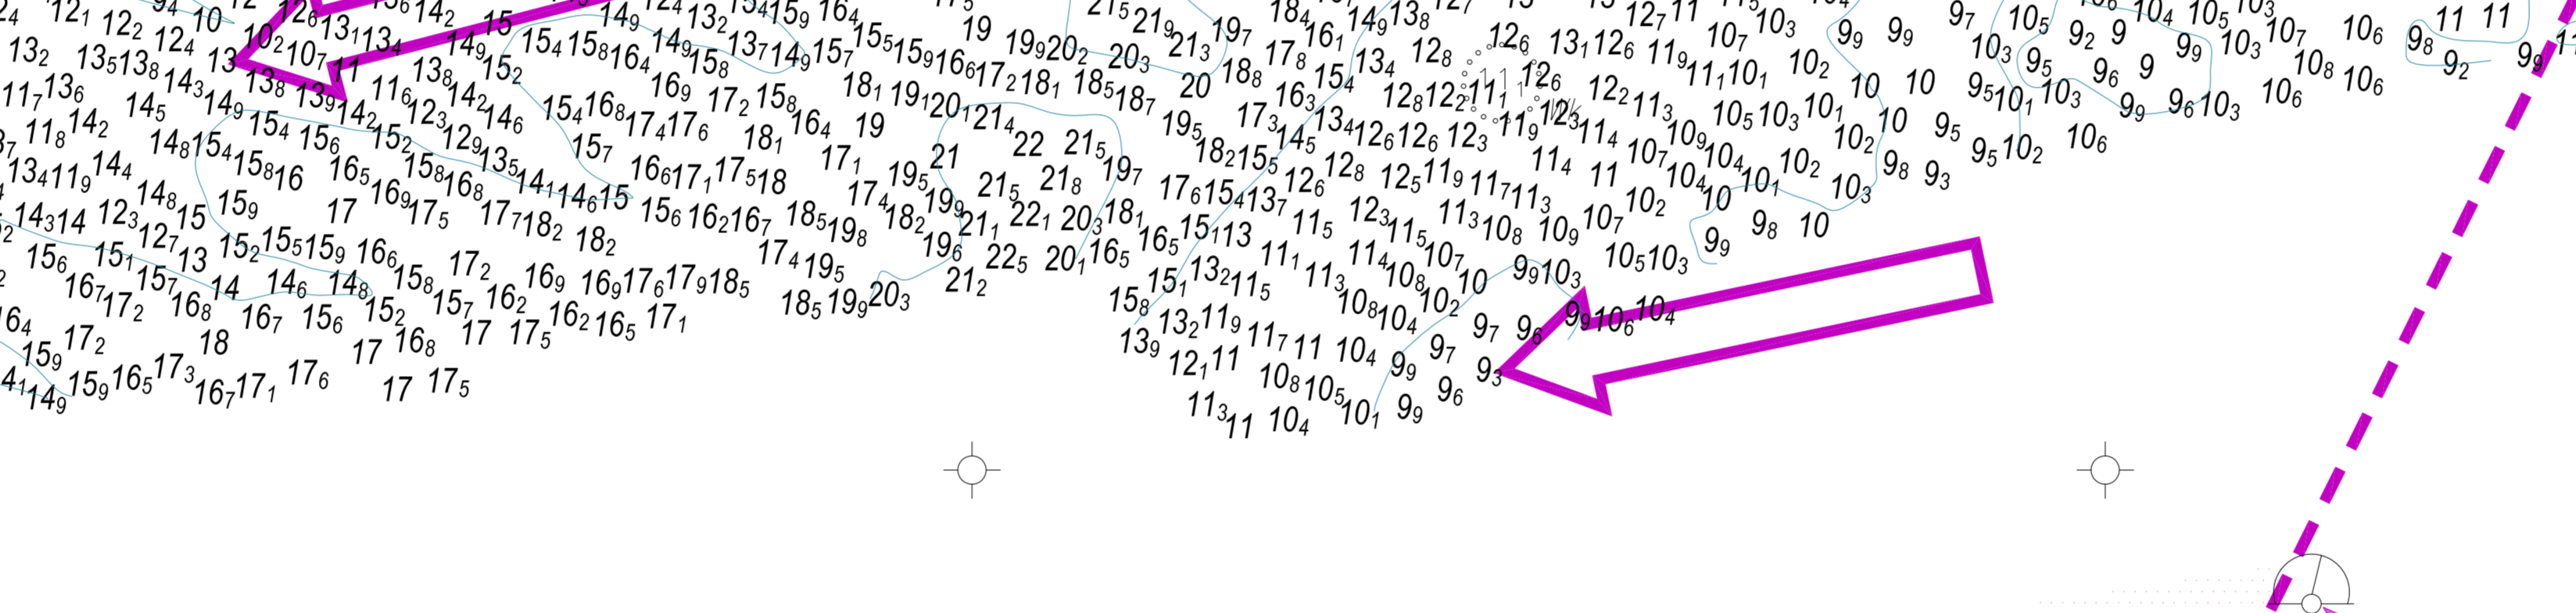 12₁ 12₂ 12₄ 10 12₆ 13₁ 13₄ 14₂ 15 14₉ 13₂ 15₉ 16₄ 19 21₅ 21₉ 19₇ 18₄ 16₁ 14₉ 13₈ 12₆ 13₁ 12₆ 12₇ 11 10₇ 10₃ 9₉ 9₉ 9₇ 10₅ 9₂ 9 10₄ 10₅ 10₃ 10₇ 10₆ 9₈ 11 11
13₂ 13₅ 13₈ 14₃ 13 10₂ 10₇ 11 14₉ 15₂ 15₄ 15₈ 16₄ 14₉ 15₈ 13₇ 14₉ 15₇ 15₅ 15₉ 16₆ 17₂ 18₁ 19₉ 20₂ 20₃ 21₃ 18₈ 17₈ 15₄ 13₄ 12₈ 12₆ 11₉ 11₁ 10₁ 10₂ 10 10 10₃ 9₅ 9₆ 9 9₉ 10₃ 10₈ 10₆ 9₂ 9₉
11₇ 13₆ 14₅ 14₉ 13₈ 13₉ 14₂ 11₆ 13₈ 12₃ 14₂ 14₆ 15₄ 16₈ 16₉ 17₂ 15₈ 16₄ 18₁ 19₁ 20₁ 21₄ 18₅ 18₇ 20 19₅ 17₃ 16₃ 14₅ 13₄ 12₈ 12₂ 11₁ 11₉ 12₃ 12₂ 11₃ 10₅ 10₃ 10₁ 10 9₅ 10₁ 10₃ 9₉ 9₆ 10₃ 10₆
11₈ 14₂ 14₈ 15₄ 15₄ 15₆ 15₂ 12₉ 13₅ 15₇ 17₄ 17₆ 18₁ 17₁ 19 21 22 21₅ 19₇ 18₂ 15₅ 12₆ 12₆ 12₃ 11₄ 11₄ 10₇ 10₉ 10₄ 10₂ 10₂ 9₈ 9₅ 10₂ 10₆
13₄ 11₉ 14₄ 14₈ 15₈ 16 16₅ 16₉ 15₈ 16₈ 14₁ 14₆ 15 16₆ 17₁ 17₅ 18 17₄ 19₅ 19₉ 21₅ 21₈ 17₆ 15₄ 13₇ 12₆ 12₈ 12₅ 11₉ 11₇ 11₃ 11 10₄ 10 10₁ 10₃ 9₃
14₃ 14 12₃ 12₇ 15 15₉ 17 17₅ 17₇ 18₂ 18₂ 15₆ 16₂ 16₇ 18₅ 19₈ 18₂ 19₆ 21₁ 22₁ 20₃ 18₁ 16₅ 15₁ 13 11₅ 12₃ 11₅ 11₃ 10₈ 10₉ 10₇ 10₂ 9₉ 9₈ 10
15₆ 15₁ 15₇ 13 15₂ 15₅ 15₉ 16₆ 15₈ 17₂ 16₉ 16₉ 17₆ 17₉ 18₅ 17₄ 19₅ 22₅ 20₁ 16₅ 15₁ 13₂ 11₅ 11₁ 11₃ 11₄ 10₈ 10₇ 10 9₉ 10₃ 10₅ 10₃
16₇ 17₂ 16₈ 14 14₆ 14₈ 15₂ 15₇ 16₂ 16₂ 16₅ 17₁ 18₅ 19₉ 20₃ 21₂ 15₈ 13₂ 11₉ 11₇ 10₈ 10₄ 10₂ 9₇ 9₆ 9₉ 10₆ 10₄
16₄ 17₂ 18 16₇ 15₆ 17 16₈ 17 17₅ 13₉ 12₁ 11 11 10₄ 9₉ 9₇ 9₃
15₉ 15₉ 16₅ 17₃ 16₇ 17₁ 17₆ 17 17₅ 10₈ 10₅ 9₆
14₉ 11₃ 11 10₄ 10₁ 9₉